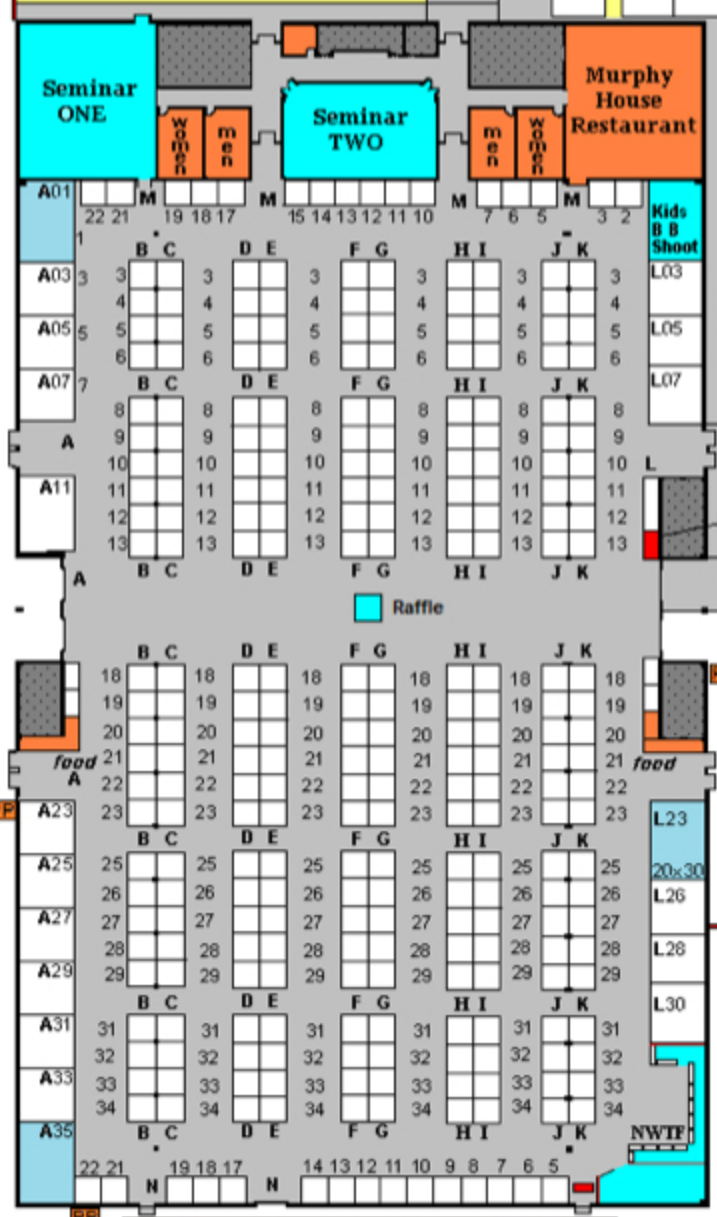 Seminar
ONE
women
men
Seminar
TWO
men
women
Murphy
House
Restaurant
A01
22 21 M 19 18 17 M 15 14 13 12 11 10 M 7 6 5 M 3 2
Kids
B B
Shoot
1
B C D E F G H I J K
A03 3 3 3 3 3 3 3 L03
4 4 4 4 4 4
A05 5 5 5 5 5 5 5 L05
6 6 6 6 6 6
A07 7 B C D E F G H I J K L07
8 8 8 8 8 8
A 9 9 9 9 9 9
10 10 10 10 10 10 L
A11 11 11 11 11 11 11
12 12 12 12 12 12
13 13 13 13 13 13
A B C D E F G H I J K
Raffle
B C D E F G H I J K
18 18 18 18 18 18
19 19 19 19 19 19
20 20 20 20 20 20
food 21 21 21 21 21 21 food
A 22 22 22 22 22 22
P A23 23 23 23 23 23 23 L23
B C D E F G H I J K
A25 25 25 25 25 25 25 20x30
26 26 26 26 26 26 L26
A27 27 27 27 27 27 27
28 28 28 28 28 28 L28
A29 29 29 29 29 29 29
B C D E F G H I J K L30
A31 31 31 31 31 31 31
32 32 32 32 32 32
A33 33 33 33 33 33 33
34 34 34 34 34 34
A35 B C D E F G H I J K NWTF
22 21 N 19 18 17 N 14 13 12 11 10 9 8 7 6 5